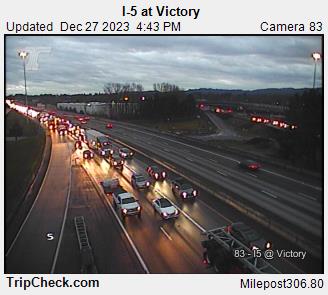 I-5 at Victory
Updated Dec 27 2023 4:43 PM Camera 83
S
83 - I5 @ Victory
TripCheck.com Milepost306.80